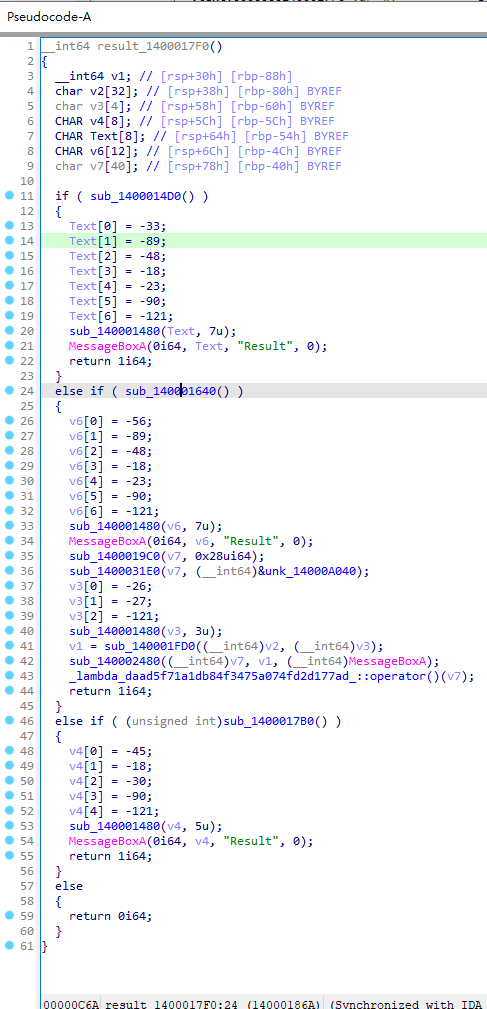 Pseudocode-A
1 __int64 result_1400017F0()
2 {
3 __int64 v1; // [rsp+30h] [rbp-88h]
4 char v2[32]; // [rsp+38h] [rbp-80h] BYREF
5 char v3[4]; // [rsp+58h] [rbp-60h] BYREF
6 CHAR v4[8]; // [rsp+5Ch] [rbp-5Ch] BYREF
7 CHAR Text[8]; // [rsp+64h] [rbp-54h] BYREF
8 CHAR v6[12]; // [rsp+6Ch] [rbp-4Ch] BYREF
9 char v7[40]; // [rsp+78h] [rbp-40h] BYREF
10
11 if ( sub_1400014D0() )
12 {
13 Text[0] = -33;
14 Text[1] = -89;
15 Text[2] = -48;
16 Text[3] = -18;
17 Text[4] = -23;
18 Text[5] = -90;
19 Text[6] = -121;
20 sub_140001480(Text, 7u);
21 MessageBoxA(0i64, Text, "Result", 0);
22 return 1i64;
23 }
24 else if ( sub_140001640() )
25 {
26 v6[0] = -56;
27 v6[1] = -89;
28 v6[2] = -48;
29 v6[3] = -18;
30 v6[4] = -23;
31 v6[5] = -90;
32 v6[6] = -121;
33 sub_140001480(v6, 7u);
34 MessageBoxA(0i64, v6, "Result", 0);
35 sub_1400019C0(v7, 0x28ui64);
36 sub_1400031E0(v7, (__int64)&unk_14000A040);
37 v3[0] = -26;
38 v3[1] = -27;
39 v3[2] = -121;
40 sub_140001480(v3, 3u);
41 v1 = sub_140001FD0((__int64)v2, (__int64)v3);
42 sub_140002480((__int64)v7, v1, (__int64)MessageBoxA);
43 _lambda_daad5f71a1db84f3475a074fd2d177ad_::operator()(v7);
44 return 1i64;
45 }
46 else if ( (unsigned int)sub_1400017B0() )
47 {
48 v4[0] = -45;
49 v4[1] = -18;
50 v4[2] = -30;
51 v4[3] = -90;
52 v4[4] = -121;
53 sub_140001480(v4, 5u);
54 MessageBoxA(0i64, v4, "Result", 0);
55 return 1i64;
56 }
57 else
58 {
59 return 0i64;
60 }
61 }
00000C6A result_1400017F0:24 (14000186A) (Synchronized with IDA